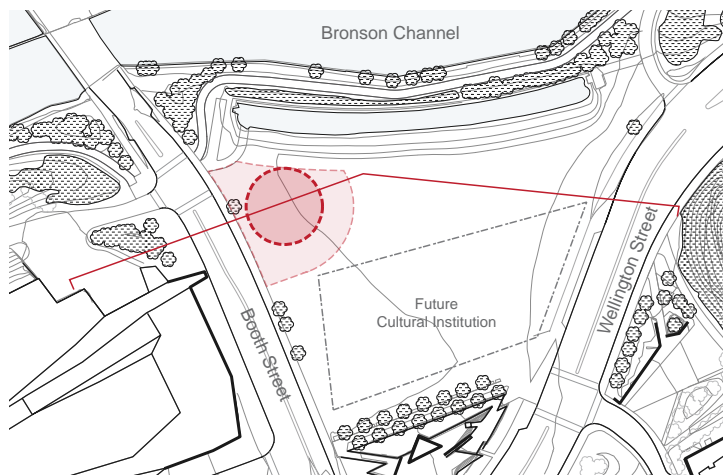 Bronson Channel
Wellington Street
Future
Cultural Institution
Booth Street